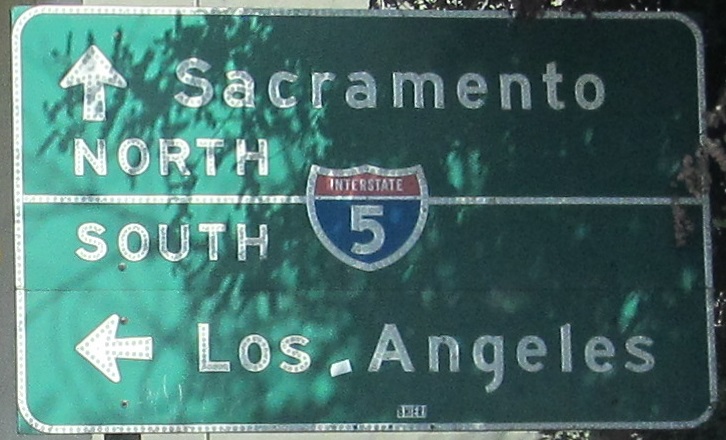 Sacramento
NORTH
INTERSTATE
5
SOUTH
Los Angeles